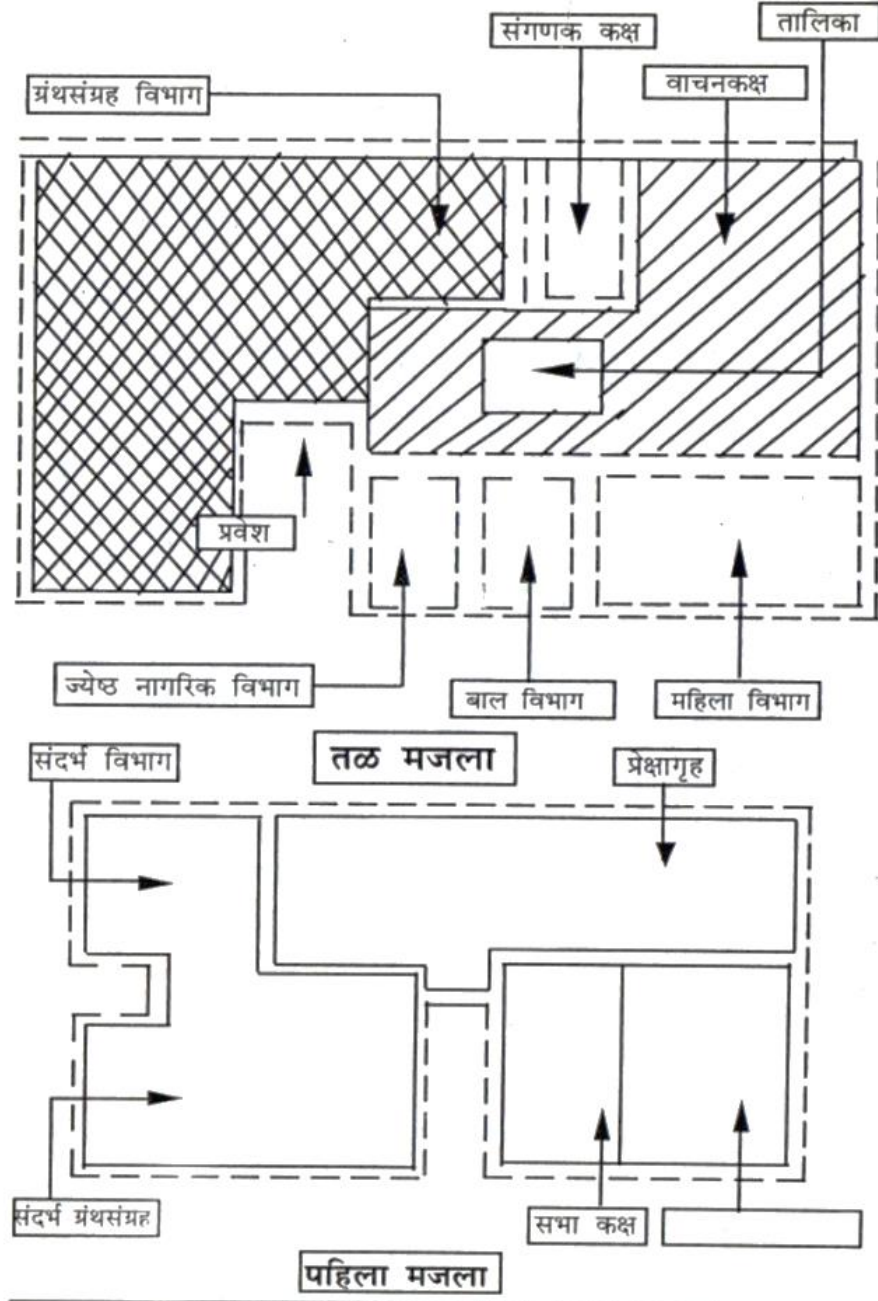 तालिका
संगणक कक्ष
वाचनकक्ष
ग्रंथसंग्रह विभाग
प्रवेश
ज्येष्ठ नागरिक विभाग
बाल विभाग
महिला विभाग
तळ मजला
संदर्भ विभाग
प्रेक्षागृह
संदर्भ ग्रंथसंग्रह
सभा कक्ष
पहिला मजला